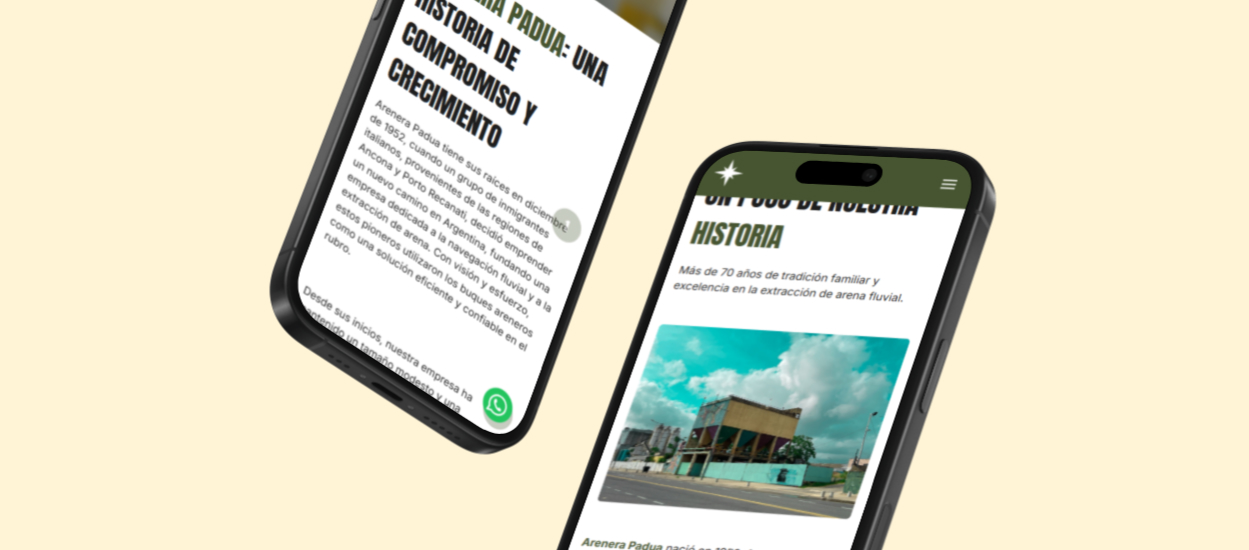 PADUA: UNA
HISTORIA DE
COMPROMISO Y
CRECIMIENTO
Arenera Padua tiene sus raíces en diciembre
de 1952, cuando un grupo de inmigrantes
italianos, provenientes de las regiones de
Ancona y Porto Recanati, decidió emprender
un nuevo camino en Argentina, fundando una
empresa dedicada a la navegación fluvial y a la
extracción de arena. Con visión y esfuerzo,
estos pioneros utilizaron los buques areneros
como una solución eficiente y confiable en el
rubro.
Desde sus inicios, nuestra empresa ha
mantenido un tamaño modesto y una
UN POCO DE NUESTRA
HISTORIA
Más de 70 años de tradición familiar y
excelencia en la extracción de arena fluvial.
Arenera Padua nació en